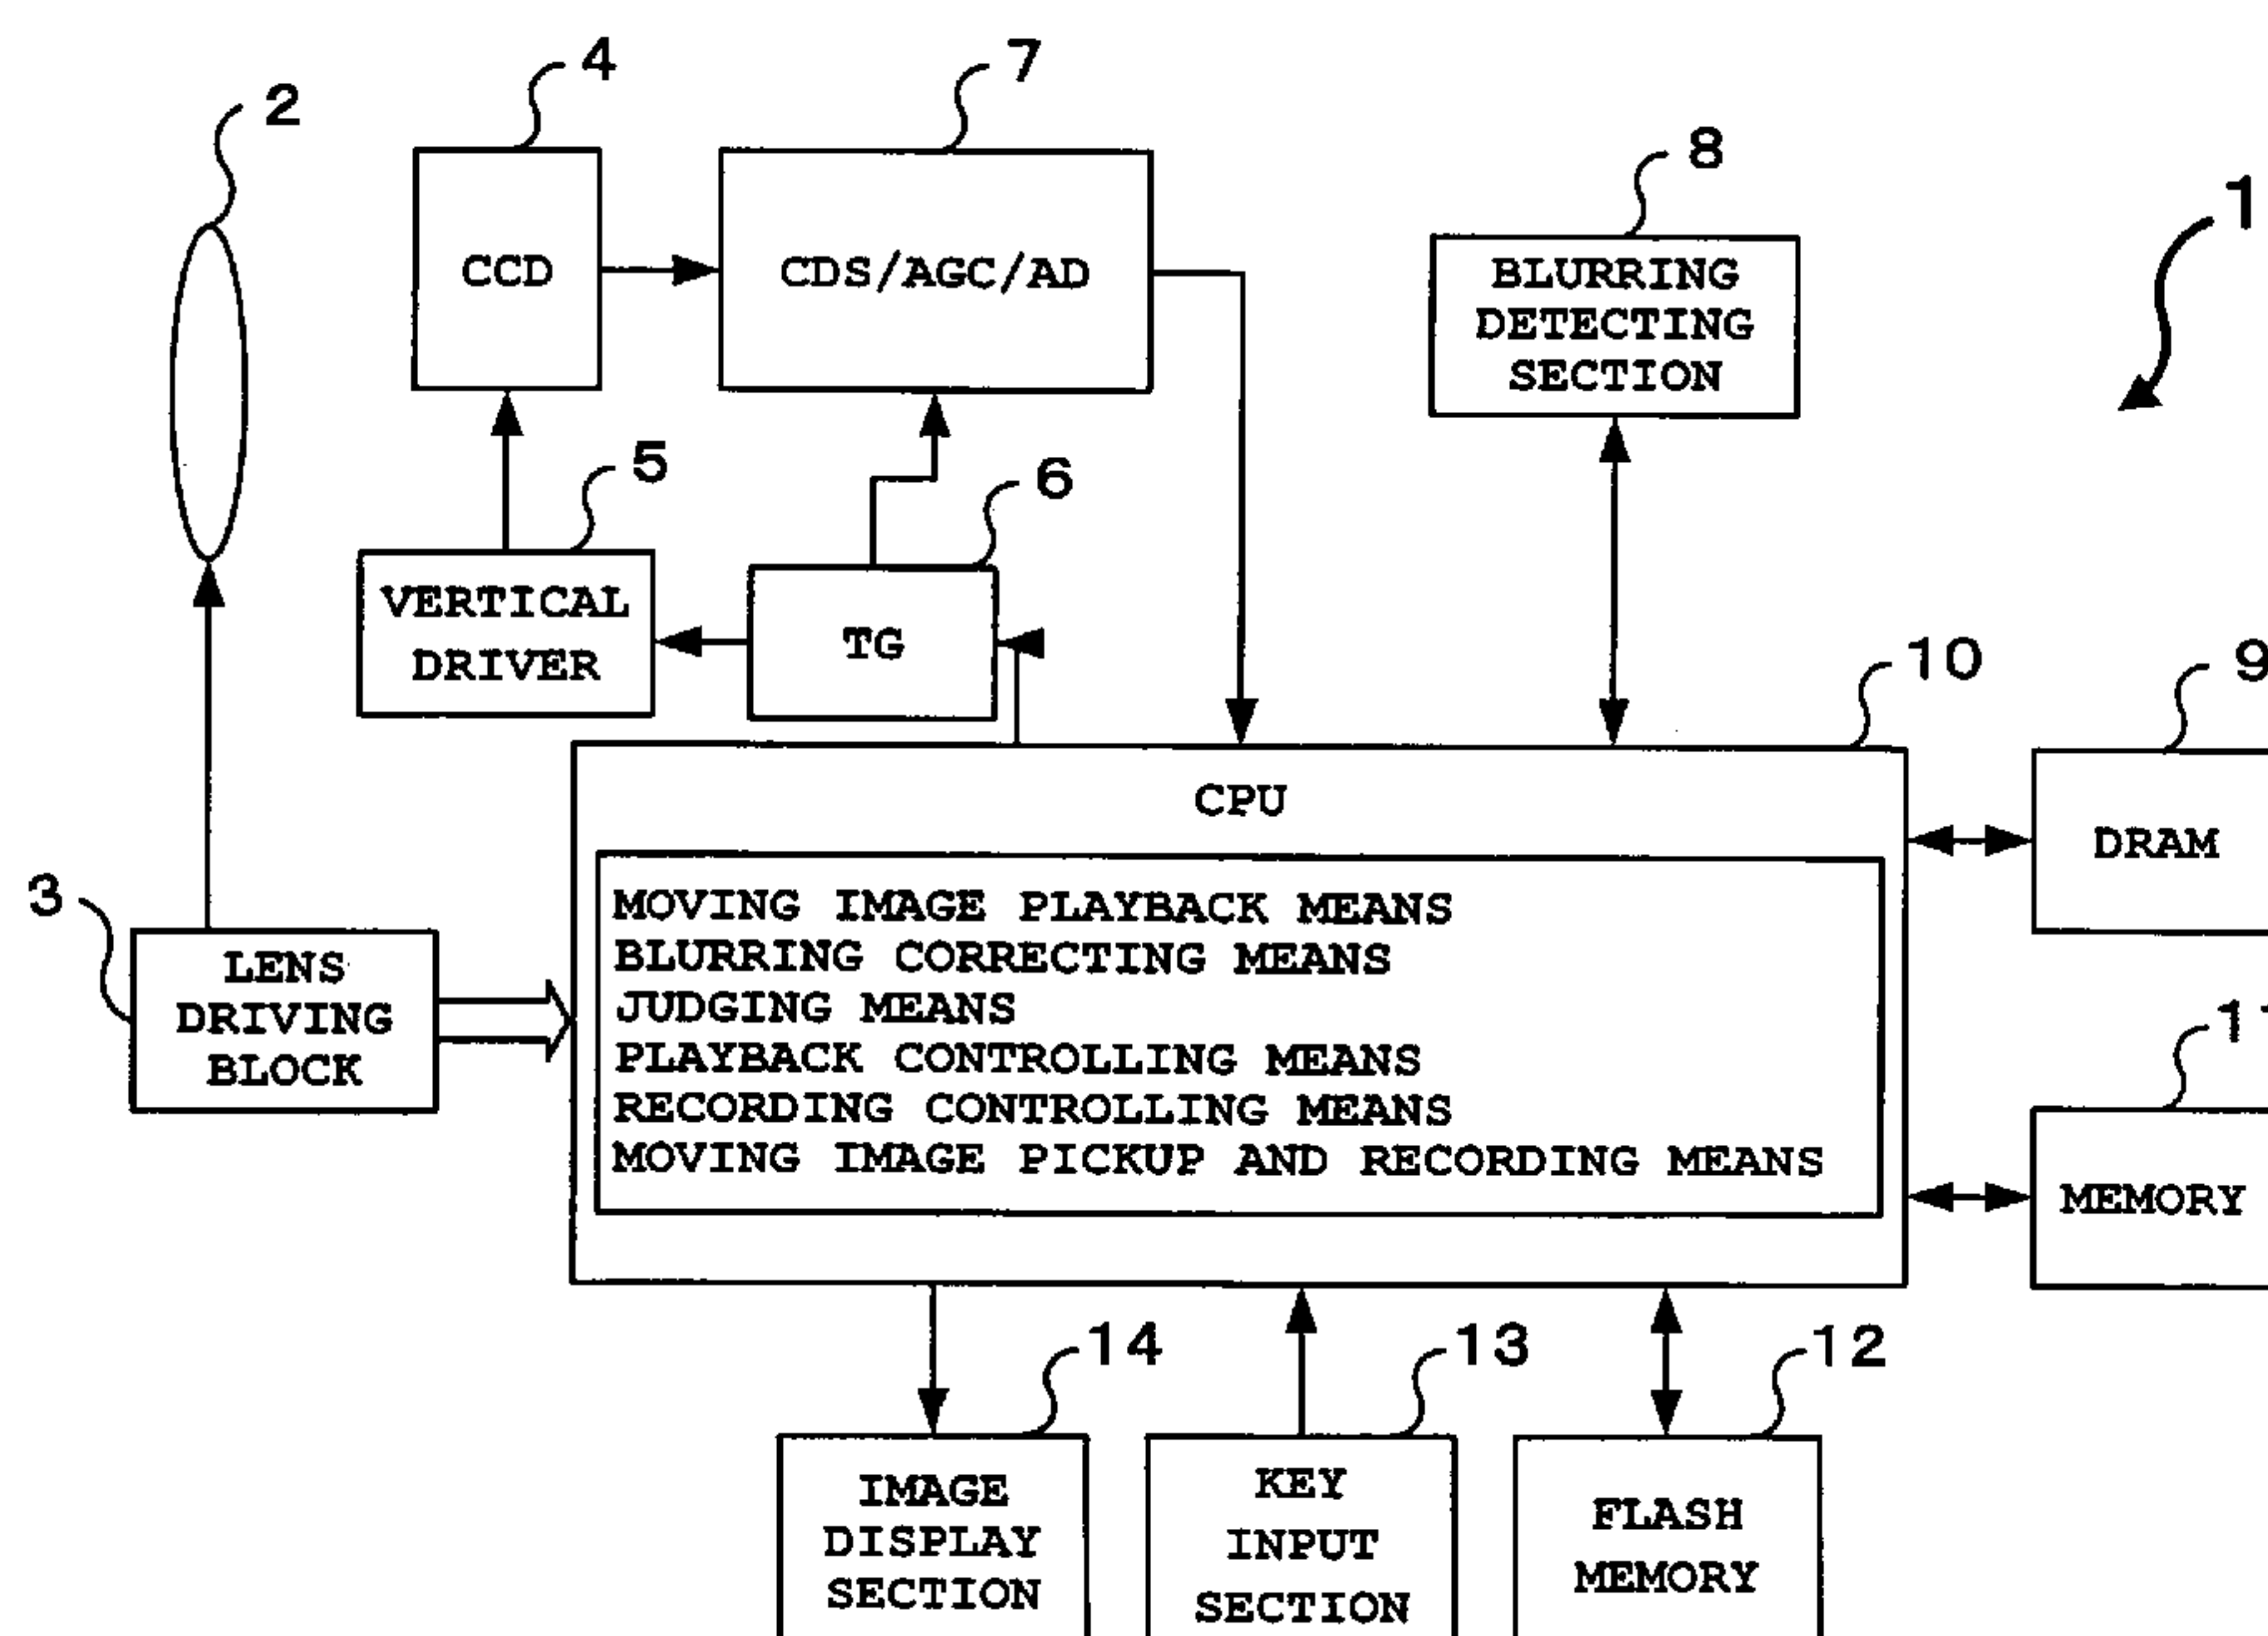 4
7
2
8
1
CCD
CDS/AGC/AD
BLURRING
DETECTING
SECTION
5
6
VERTICAL
DRIVER
TG
10
9
CPU
DRAM
3
MOVING IMAGE PLAYBACK MEANS
BLURRING CORRECTING MEANS
JUDGING MEANS
PLAYBACK CONTROLLING MEANS
RECORDING CONTROLLING MEANS
MOVING IMAGE PICKUP AND RECORDING MEANS
LENS
DRIVING
BLOCK
11
MEMORY
14
13
12
IMAGE
DISPLAY
SECTION
KEY
INPUT
SECTION
FLASH
MEMORY